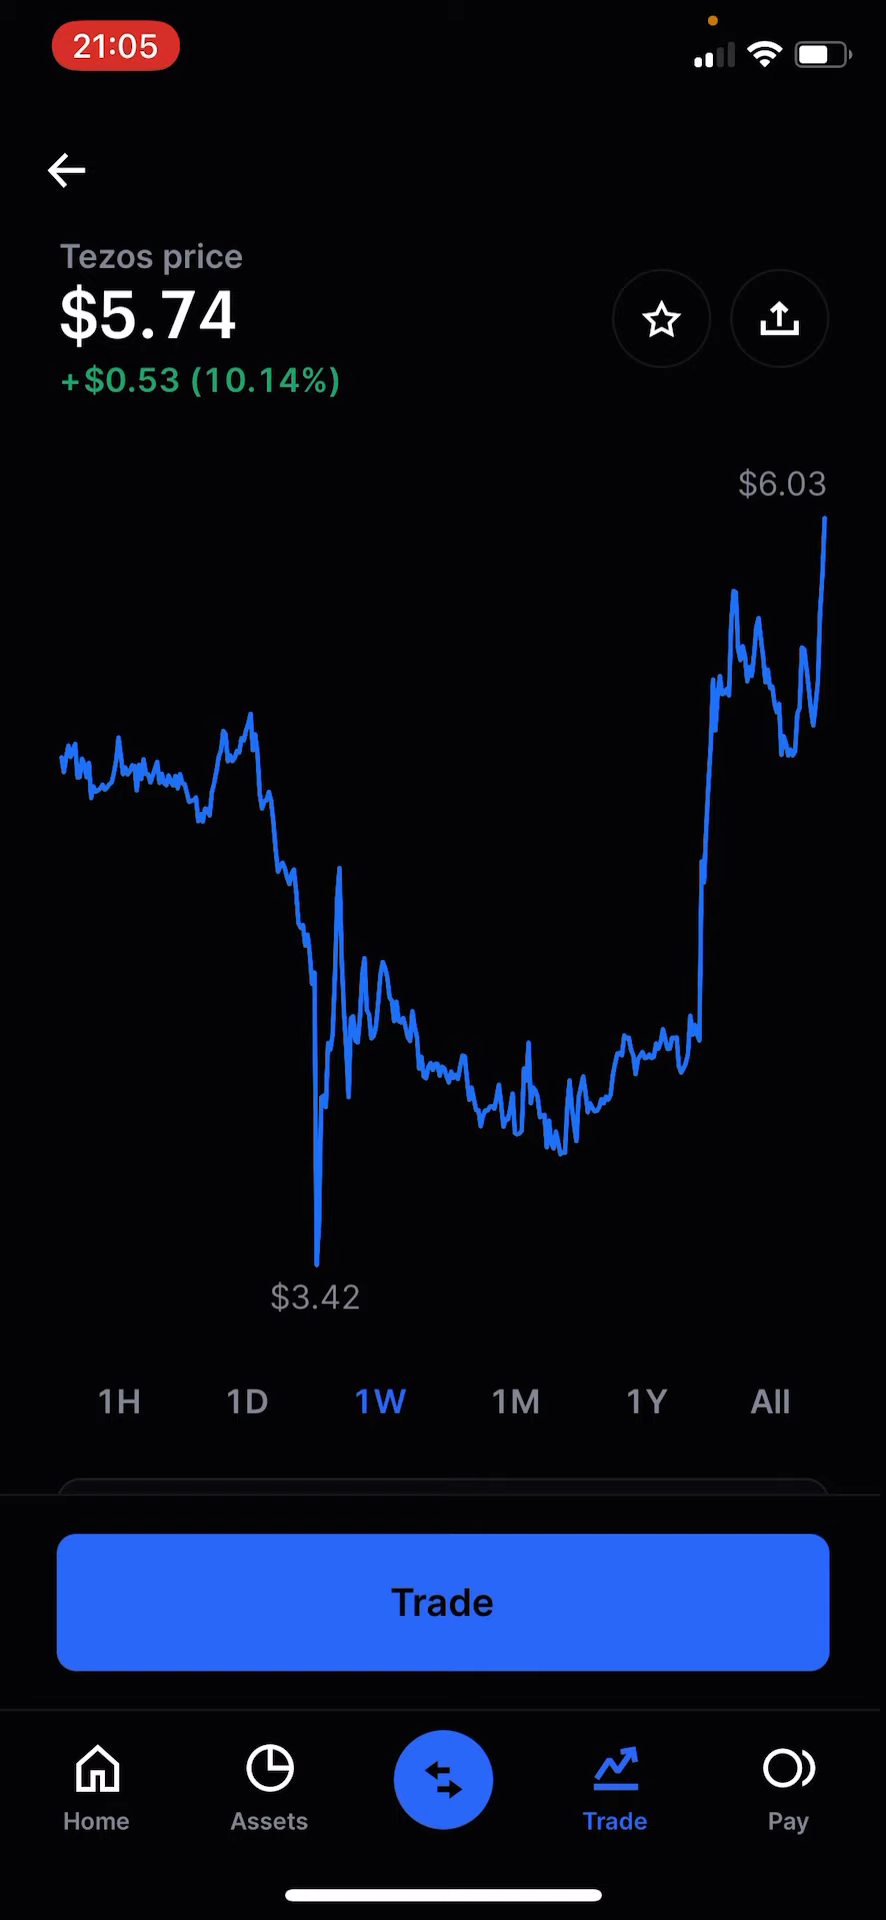 21:05
Tezos price
$5.74
+$0.53 (10.14%)
$6.03
$3.42
1H 1D 1W 1M 1Y All
Trade
Home Assets Trade Pay